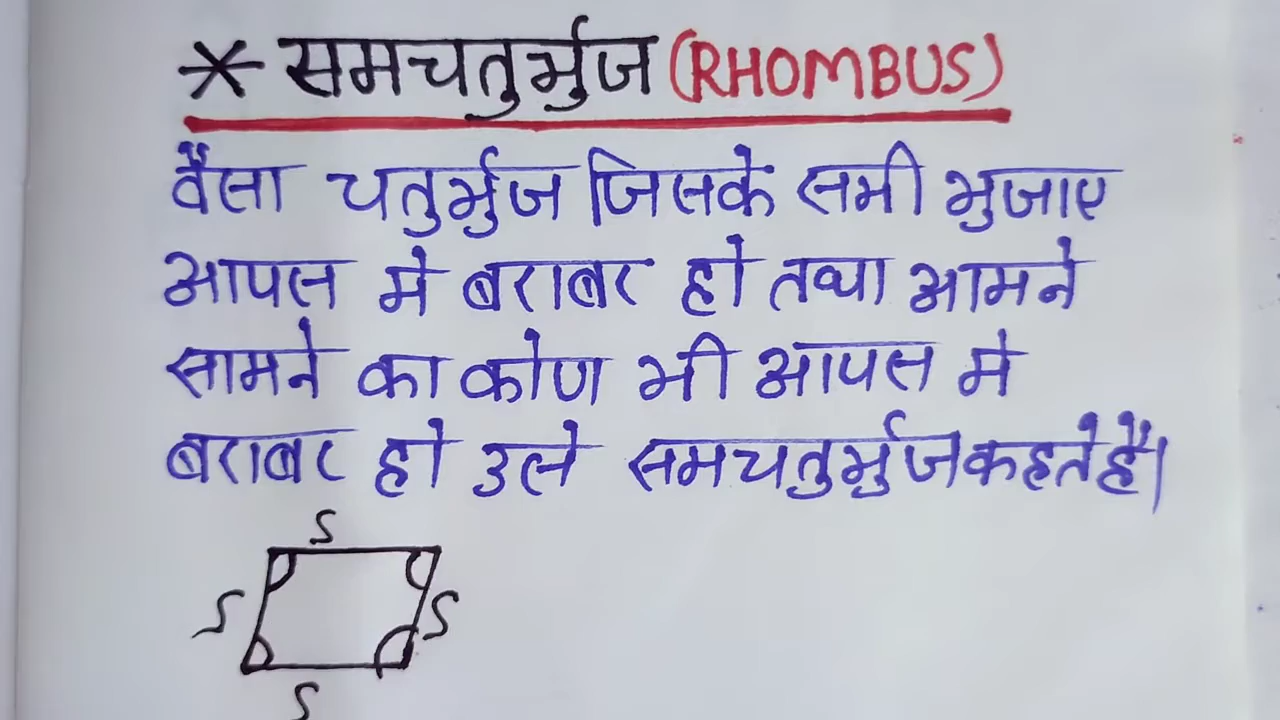 * समचतुर्भुज (RHOMBUS)
वैसा चतुर्भुज जिसके सभी भुजाए
आपस मे बराबर हो तथा आमने
सामने का कोण भी आपस मे
बराबर हो उसे समचतुर्भुज कहते है।
S
S S
S